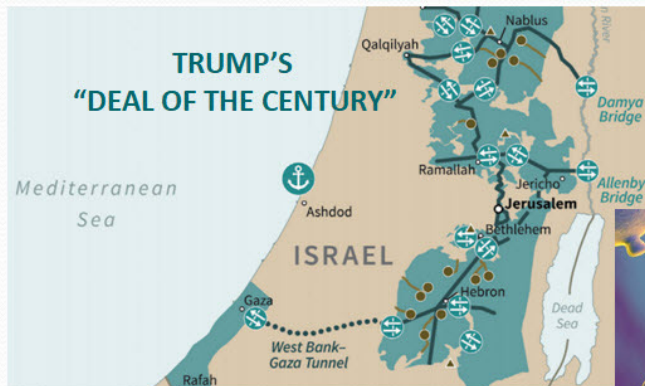 TRUMP'S
"DEAL OF THE CENTURY"
Nablus
Qalqilyah
Damya
Bridge
Ramallah
Jericho
Allenby
Bridge
Mediterranean
Sea
Ashdod
Jerusalem
Bethlehem
ISRAEL
Hebron
Gaza
Dead
Sea
West Bank–
Gaza Tunnel
Rafah